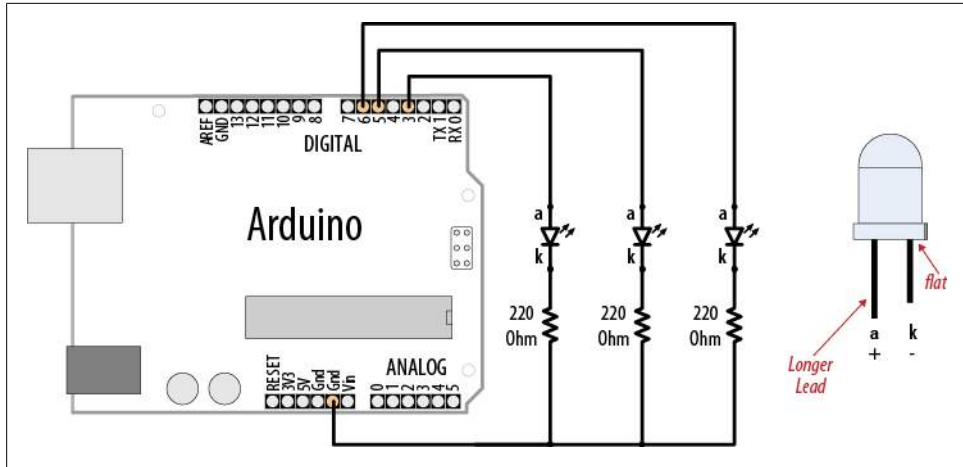 AREF
GND
13
12
11
10
9
8
7
6
5
4
3
2
TX 1
RX 0
DIGITAL
Arduino
a
k
220
Ohm
a
k
220
Ohm
a
k
220
Ohm
flat
a
+
k
-
Longer
Lead
RESET
3V3
5V
Gnd
Gnd
Vin
ANALOG
0
1
2
3
4
5